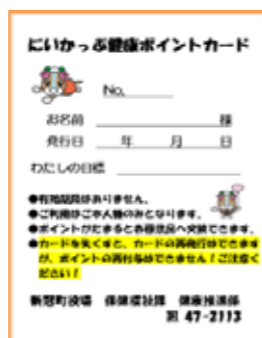 にいかっぷ健康ポイントカード
No.
お名前 様
発行日 年 月 日
わたしの目標
●有効期限はありません。
●ご利用はご本人様のみとなります。
●ポイントがたまると各種景品へ交換できます。
●カードを失くすと、カードの再発行はできます
が、ポイントの再付与はできません!ご注意く
ださい!
新冠町役場 保健福祉課 健康推進係
☎ 47-2113